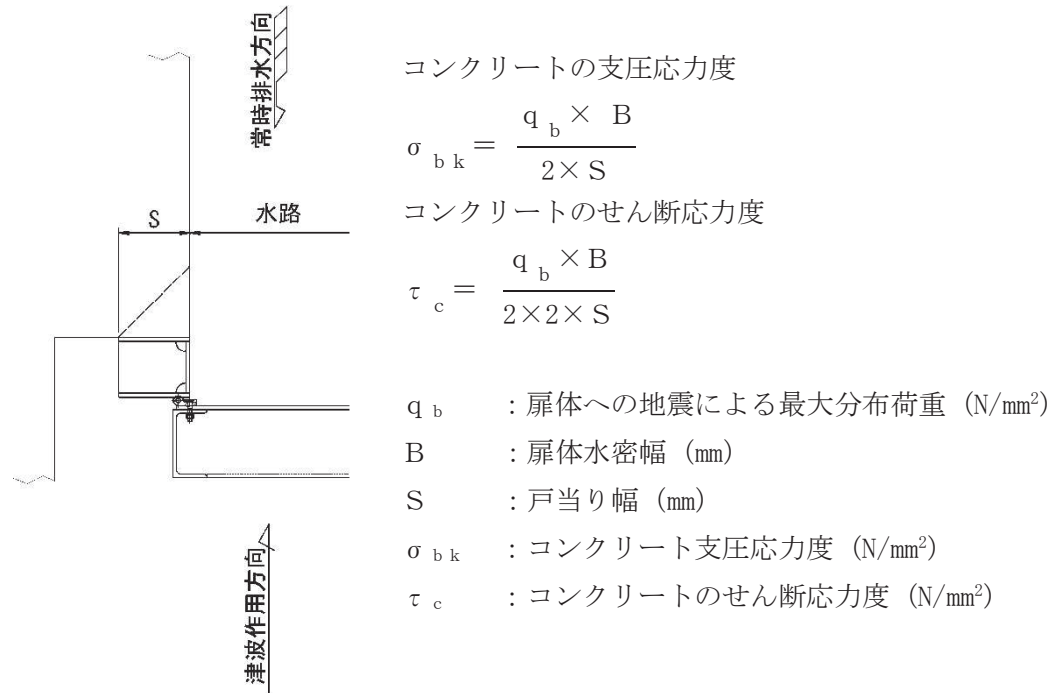 常時排水方向
S
水路
津波作用方向
コンクリートの支圧応力度
σbk＝ qb× B
2×S
コンクリートのせん断応力度
τc＝ qb×B
2×2×S
qb ：扉体への地震による最大分布荷重 (N/mm²)
B ：扉体水密幅 (mm)
S ：戸当り幅 (mm)
σbk ：コンクリート支圧応力度 (N/mm²)
τc ：コンクリートのせん断応力度 (N/mm²)